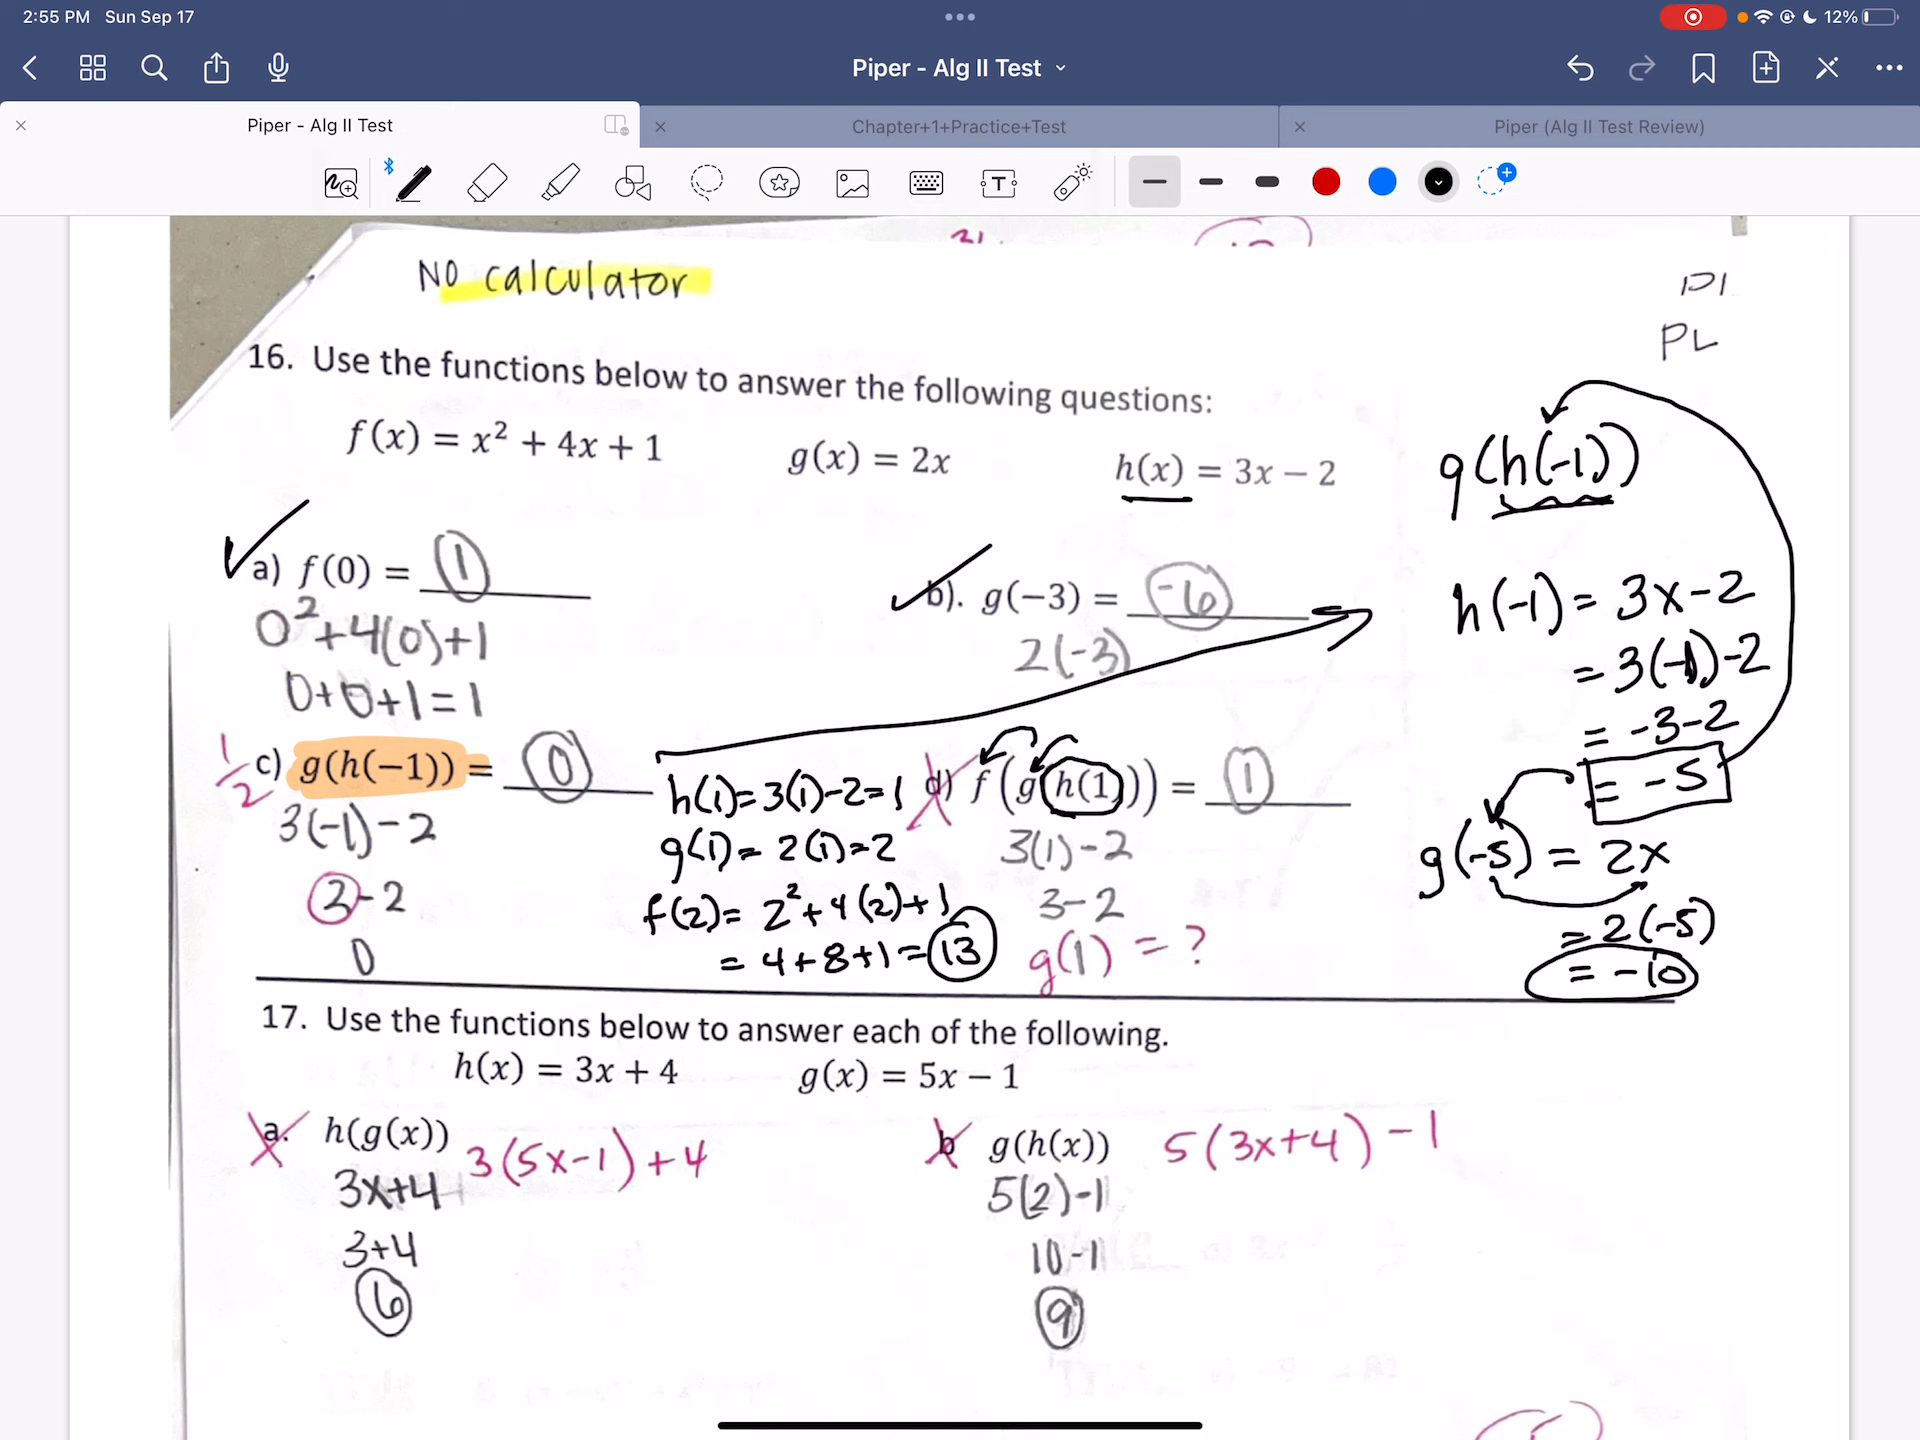 2:55 PM Sun Sep 17
12%
Piper - Alg II Test
Piper - Alg II Test
Chapter+1+Practice+Test
Piper (Alg II Test Review)
T
21.
No calculator
PL
16. Use the functions below to answer the following questions:
f(x) = x² + 4x + 1
g(x) = 2x
h(x) = 3x − 2
g(h(-1))
a) f(0) = 1
0²+4(0)+1
0+0+1=1
b). g(−3) = -6
2(-3)
h(-1) = 3x-2
= 3(-1)-2
= -3-2
= -5
g(-5) = 2x
= 2(-5)
= -10
1/2
c) g(h(−1)) = 0
3(-1)-2
2-2
0
h(1)=3(1)-2=1
g(1)= 2(1)=2
f(2)= 2²+4(2)+1
= 4+8+1=13
d) f(g(h(1))) = 1
3(1)-2
3-2
g(1) = ?
17. Use the functions below to answer each of the following.
h(x) = 3x + 4
g(x) = 5x − 1
a. h(g(x)) 3(5x-1)+4
3x+4
3+4
6
b g(h(x)) 5(3x+4)-1
5(2)-1
10-1
9